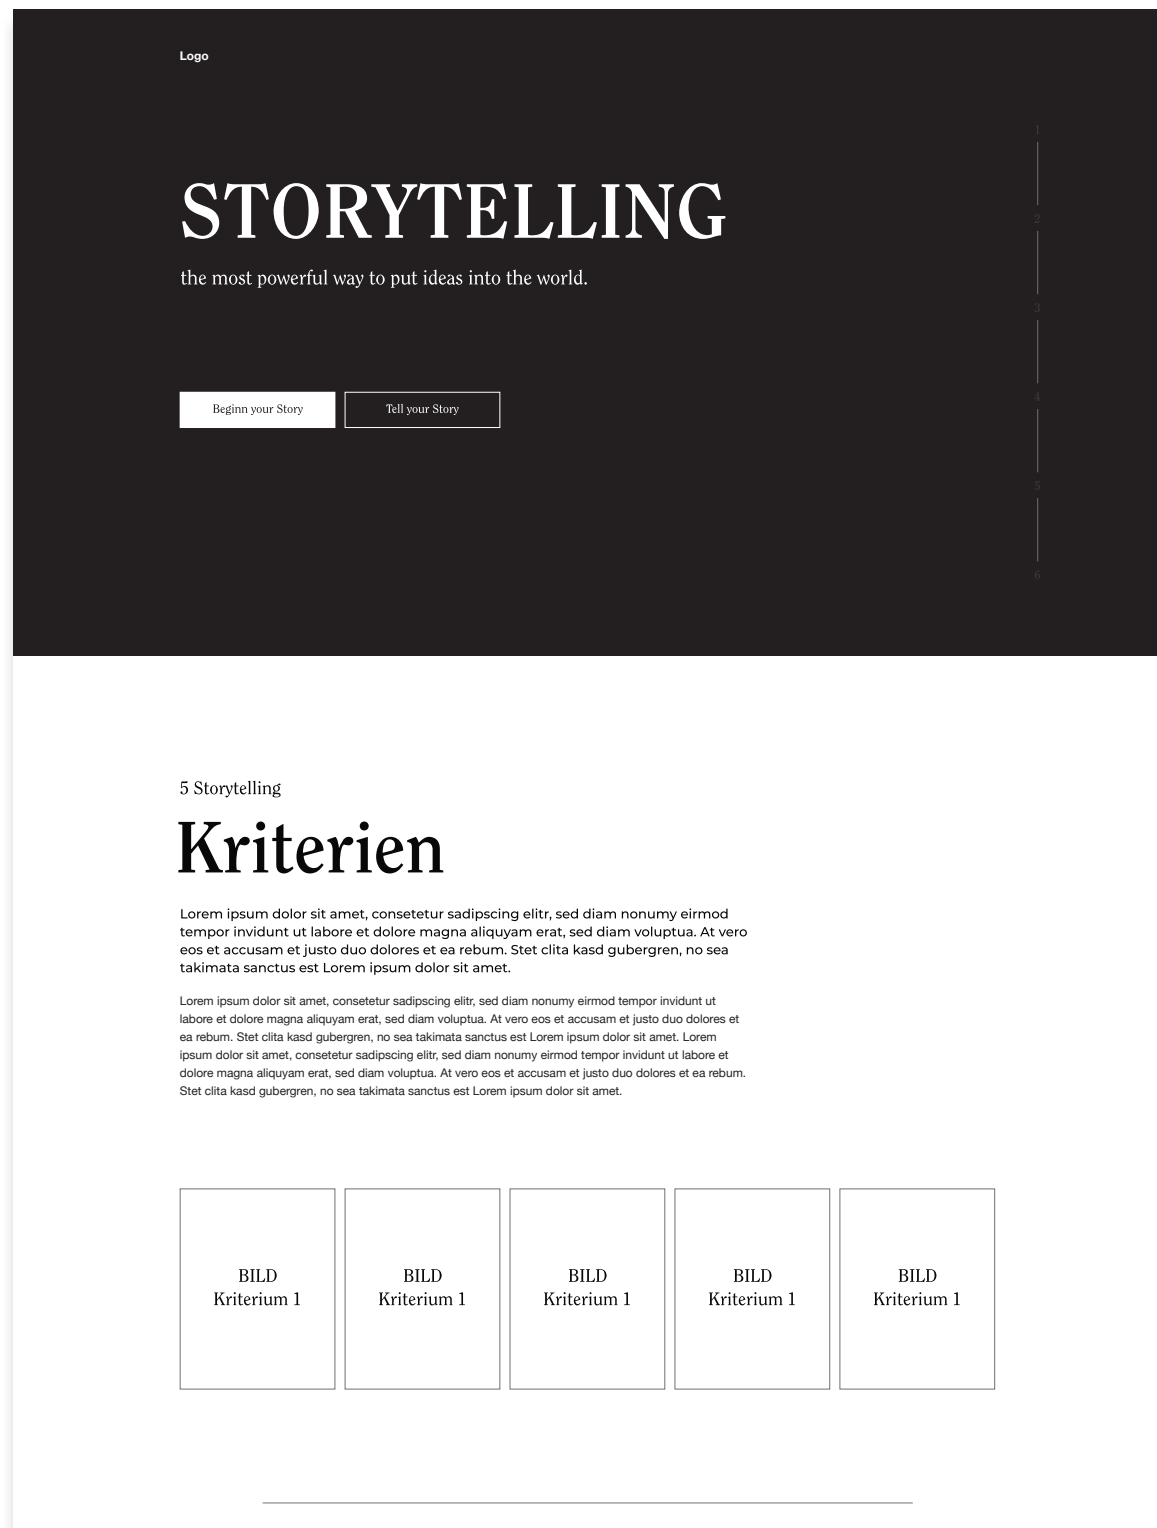 Logo
1
STORYTELLING
2
the most powerful way to put ideas into the world.
3
4
Beginn your Story
Tell your Story
5
6
5 Storytelling
Kriterien
Lorem ipsum dolor sit amet, consetetur sadipscing elitr, sed diam nonumy eirmod
tempor invidunt ut labore et dolore magna aliquyam erat, sed diam voluptua. At vero
eos et accusam et justo duo dolores et ea rebum. Stet clita kasd gubergren, no sea
takimata sanctus est Lorem ipsum dolor sit amet.
Lorem ipsum dolor sit amet, consetetur sadipscing elitr, sed diam nonumy eirmod tempor invidunt ut
labore et dolore magna aliquyam erat, sed diam voluptua. At vero eos et accusam et justo duo dolores et
ea rebum. Stet clita kasd gubergren, no sea takimata sanctus est Lorem ipsum dolor sit amet. Lorem
ipsum dolor sit amet, consetetur sadipscing elitr, sed diam nonumy eirmod tempor invidunt ut labore et
dolore magna aliquyam erat, sed diam voluptua. At vero eos et accusam et justo duo dolores et ea rebum.
Stet clita kasd gubergren, no sea takimata sanctus est Lorem ipsum dolor sit amet.
BILD
Kriterium 1
BILD
Kriterium 1
BILD
Kriterium 1
BILD
Kriterium 1
BILD
Kriterium 1